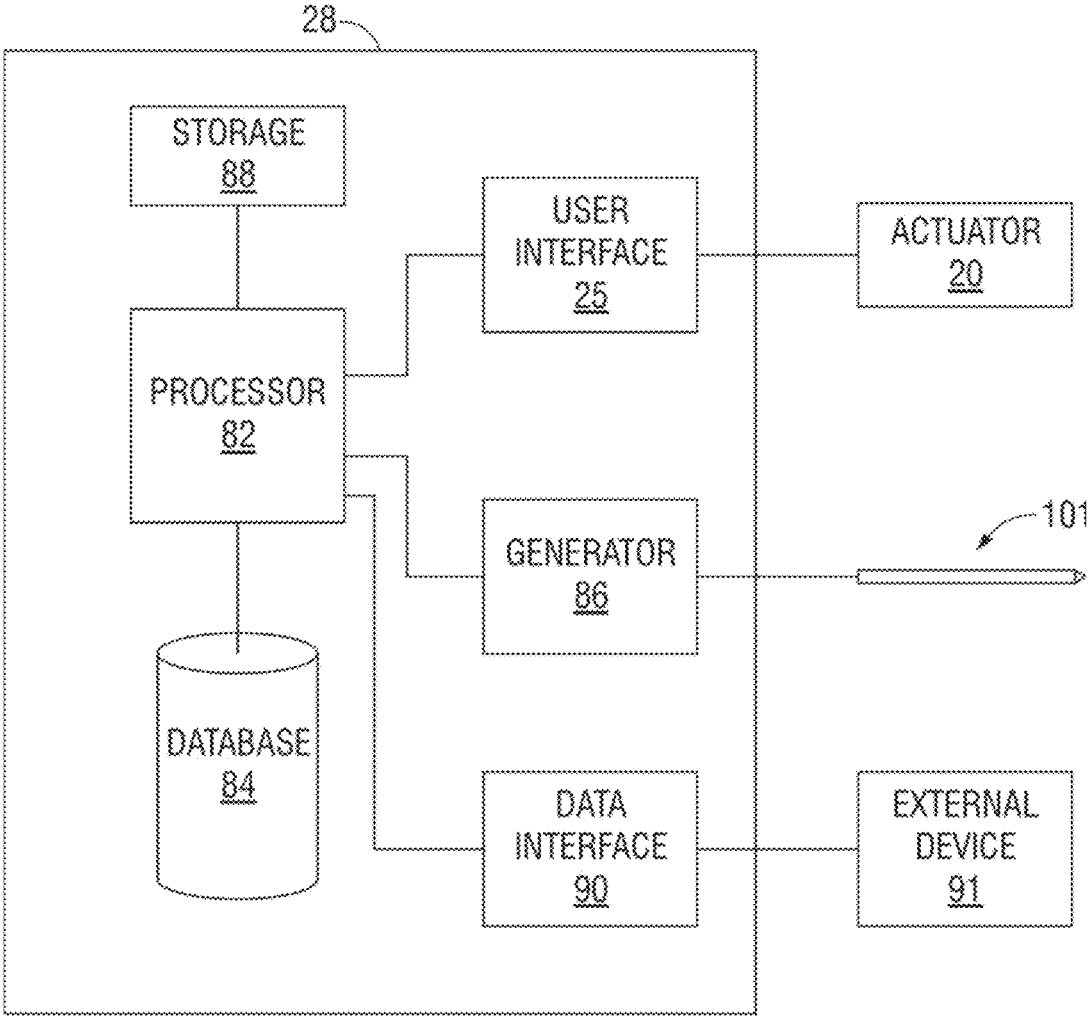 28
STORAGE
88
USER
INTERFACE
25
ACTUATOR
20
PROCESSOR
82
101
GENERATOR
86
DATABASE
84
DATA
INTERFACE
90
EXTERNAL
DEVICE
91